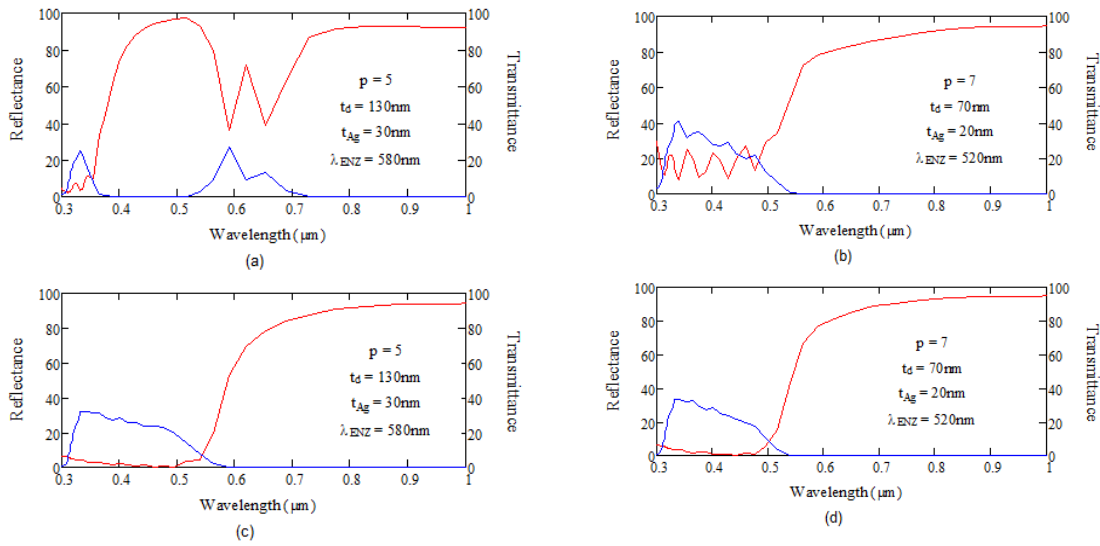 100
80
60
40
20
0
Reflectance
0.3
0.4
0.5
0.6
0.7
0.8
0.9
1
Wavelength (μm)
100
80
60
40
20
0
Transmittance
p = 5
td = 130nm
tAg = 30nm
λENZ = 580nm
(a)
100
80
60
40
20
0
Reflectance
0.3
0.4
0.5
0.6
0.7
0.8
0.9
1
Wavelength (μm)
100
80
60
40
20
0
Transmittance
p = 7
td = 70nm
tAg = 20nm
λENZ = 520nm
(b)
100
80
60
40
20
0
Reflectance
0.3
0.4
0.5
0.6
0.7
0.8
0.9
1
Wavelength (μm)
100
80
60
40
20
0
Transmittance
p = 5
td = 130nm
tAg = 30nm
λENZ = 580nm
(c)
100
80
60
40
20
0
Reflectance
0.3
0.4
0.5
0.6
0.7
0.8
0.9
1
Wavelength (μm)
100
80
60
40
20
0
Transmittance
p = 7
td = 70nm
tAg = 20nm
λENZ = 520nm
(d)